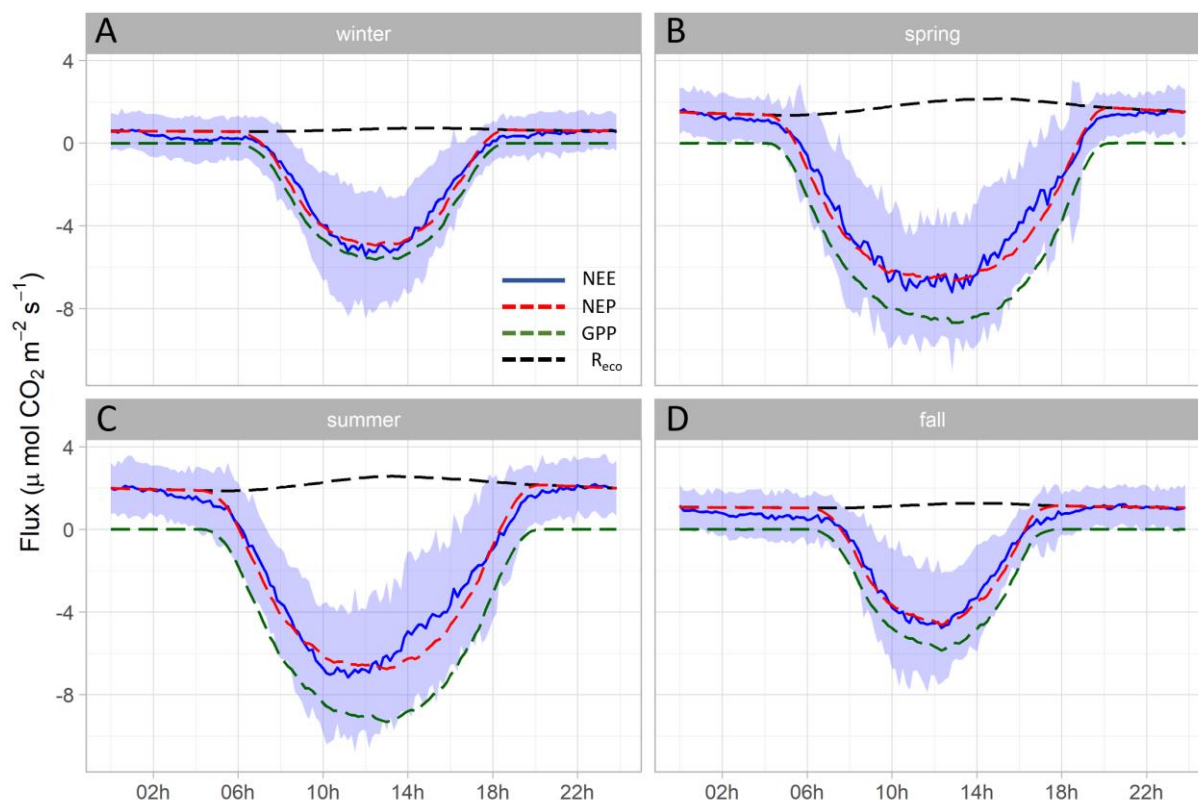 A
winter
B
spring
4
0
-4
-8
NEE
NEP
GPP
Reco
C
summer
D
fall
4
0
-4
-8
Flux (μ mol CO2 m−2 s−1)
02h 06h 10h 14h 18h 22h
02h 06h 10h 14h 18h 22h